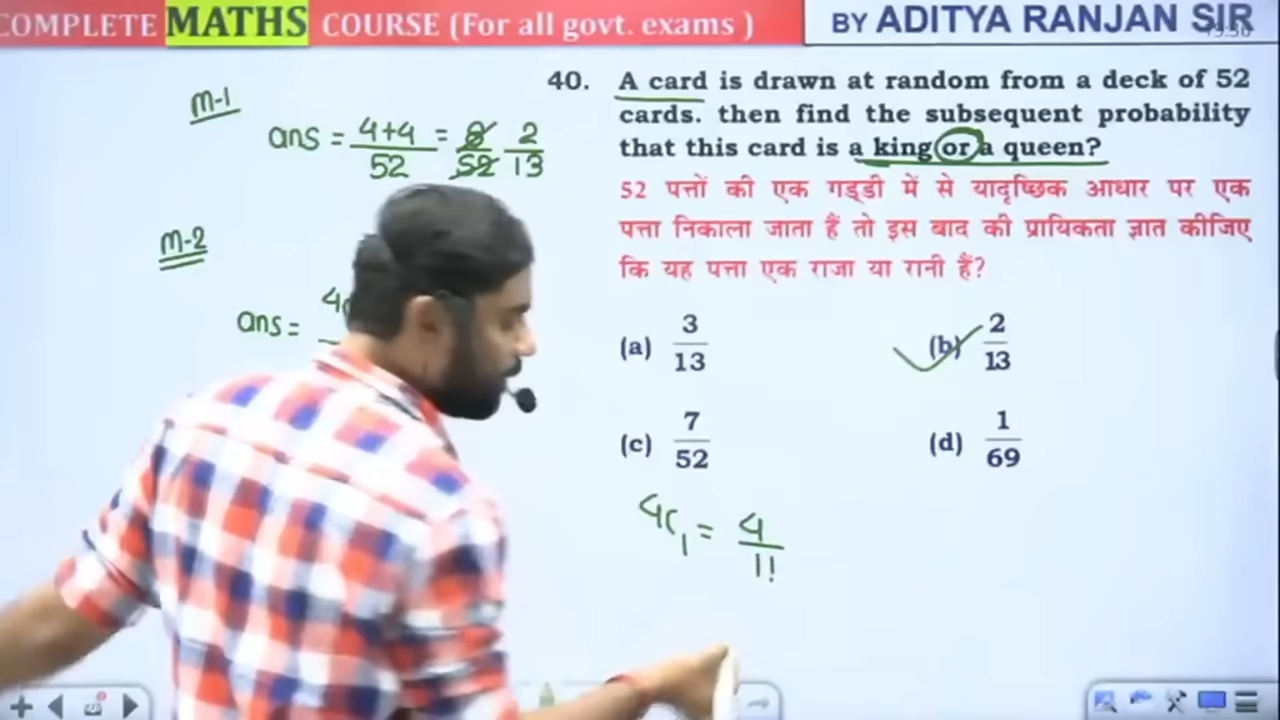 COMPLETE MATHS COURSE (For all govt. exams )
BY ADITYA RANJAN SIR
M-1
ans = 4+4/52 = 8/52 2/13
M-2
ans =
40. A card is drawn at random from a deck of 52
cards. then find the subsequent probability
that this card is a king or a queen?
52 पत्तों की एक गड्डी में से यादृच्छिक आधार पर एक
पत्ता निकाला जाता हैं तो इस बाद की प्रायिकता ज्ञात कीजिए
कि यह पत्ता एक राजा या रानी हैं?
(a) 3/13 (b) 2/13
(c) 7/52 (d) 1/69
4C1 = 4/1!